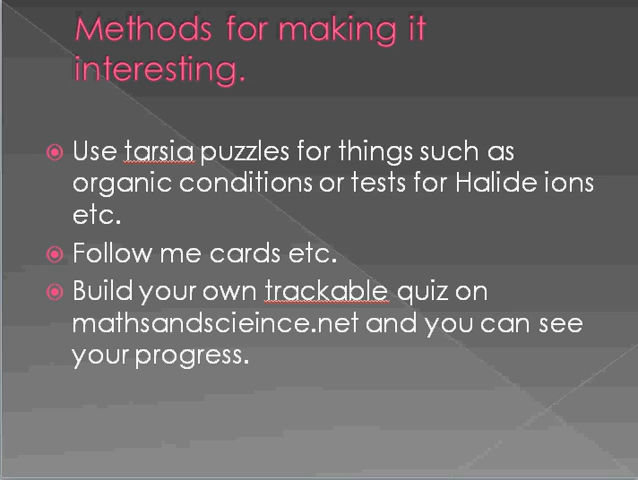 Methods for making it
interesting.
Use tarsia puzzles for things such as
organic conditions or tests for Halide ions
etc.
Follow me cards etc.
Build your own trackable quiz on
mathsandscieince.net and you can see
your progress.